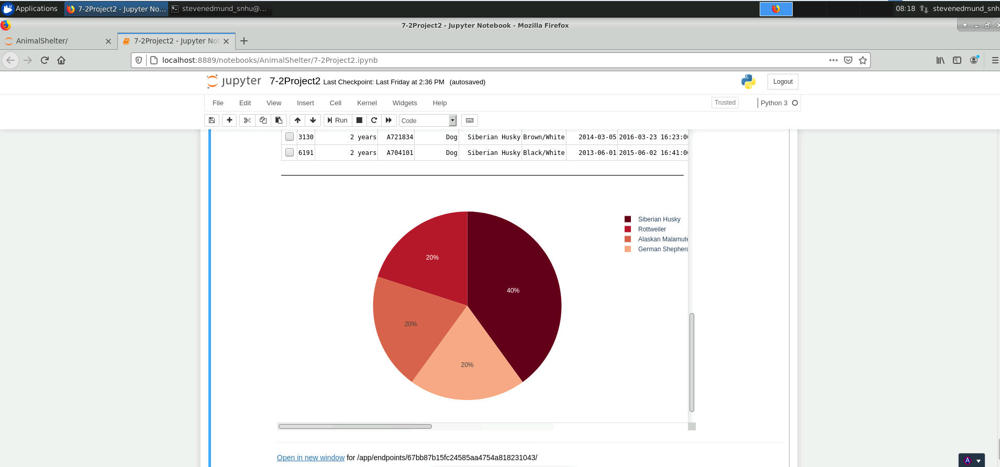 Applications 7-2Project2 - Jupyter No... stevenedmund_snhu@... 08:18 stevenedmund_snh
7-2Project2 - Jupyter Notebook - Mozilla Firefox
AnimalShelter/ 7-2Project2 - Jupyter Not
localhost:8889/notebooks/AnimalShelter/7-2Project2.ipynb
jupyter 7-2Project2 Last Checkpoint: Last Friday at 2:36 PM (autosaved) Logout
File Edit View Insert Cell Kernel Widgets Help Trusted Python 3
Run Code
3130 2 years A721834 Dog Siberian Husky Brown/White 2014-03-05 2016-03-23 16:23:00
6191 2 years A704101 Dog Siberian Husky Black/White 2013-06-01 2015-06-02 16:41:00
Siberian Husky
Rottweiler
Alaskan Malamute
German Shepherd
20%
40%
20%
20%
Open in new window for /app/endpoints/67bb87b15fc24585aa4754a818231043/
A